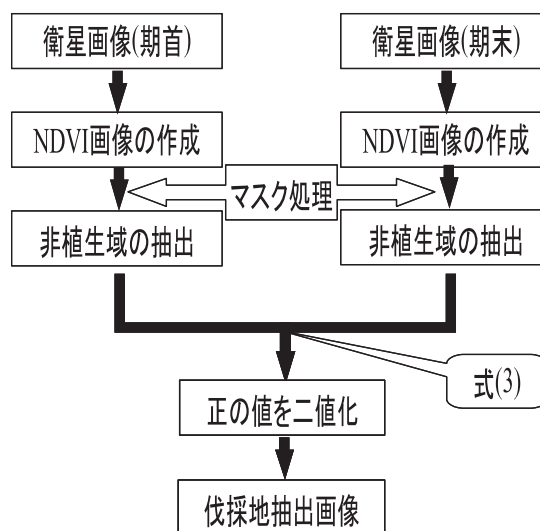 衛星画像(期首)
衛星画像(期末)
NDVI画像の作成
NDVI画像の作成
マスク処理
非植生域の抽出
非植生域の抽出
式(3)
正の値を二値化
伐採地抽出画像